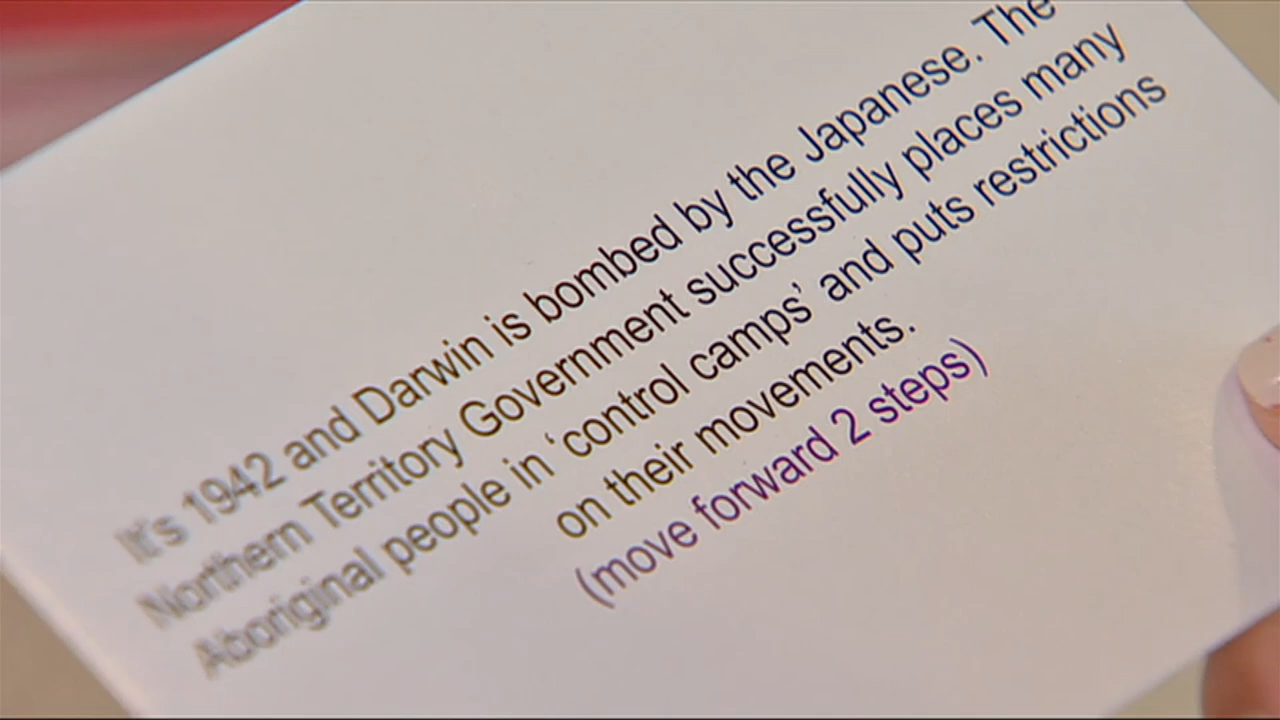 It's 1942 and Darwin is bombed by the Japanese. The
Northern Territory Government successfully places many
Aboriginal people in ‘control camps’ and puts restrictions
on their movements.
(move forward 2 steps)